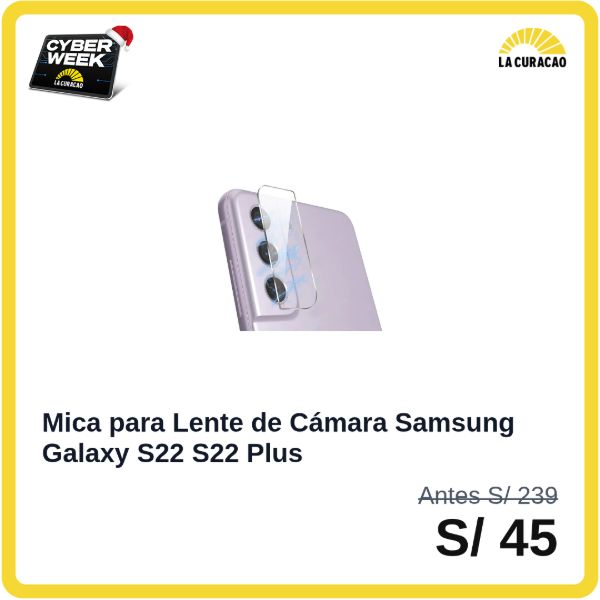 CYBER
WEEK
LA CURACAO
LA CURACAO
Mica para Lente de Cámara Samsung
Galaxy S22 S22 Plus
Antes S/ 239
S/ 45